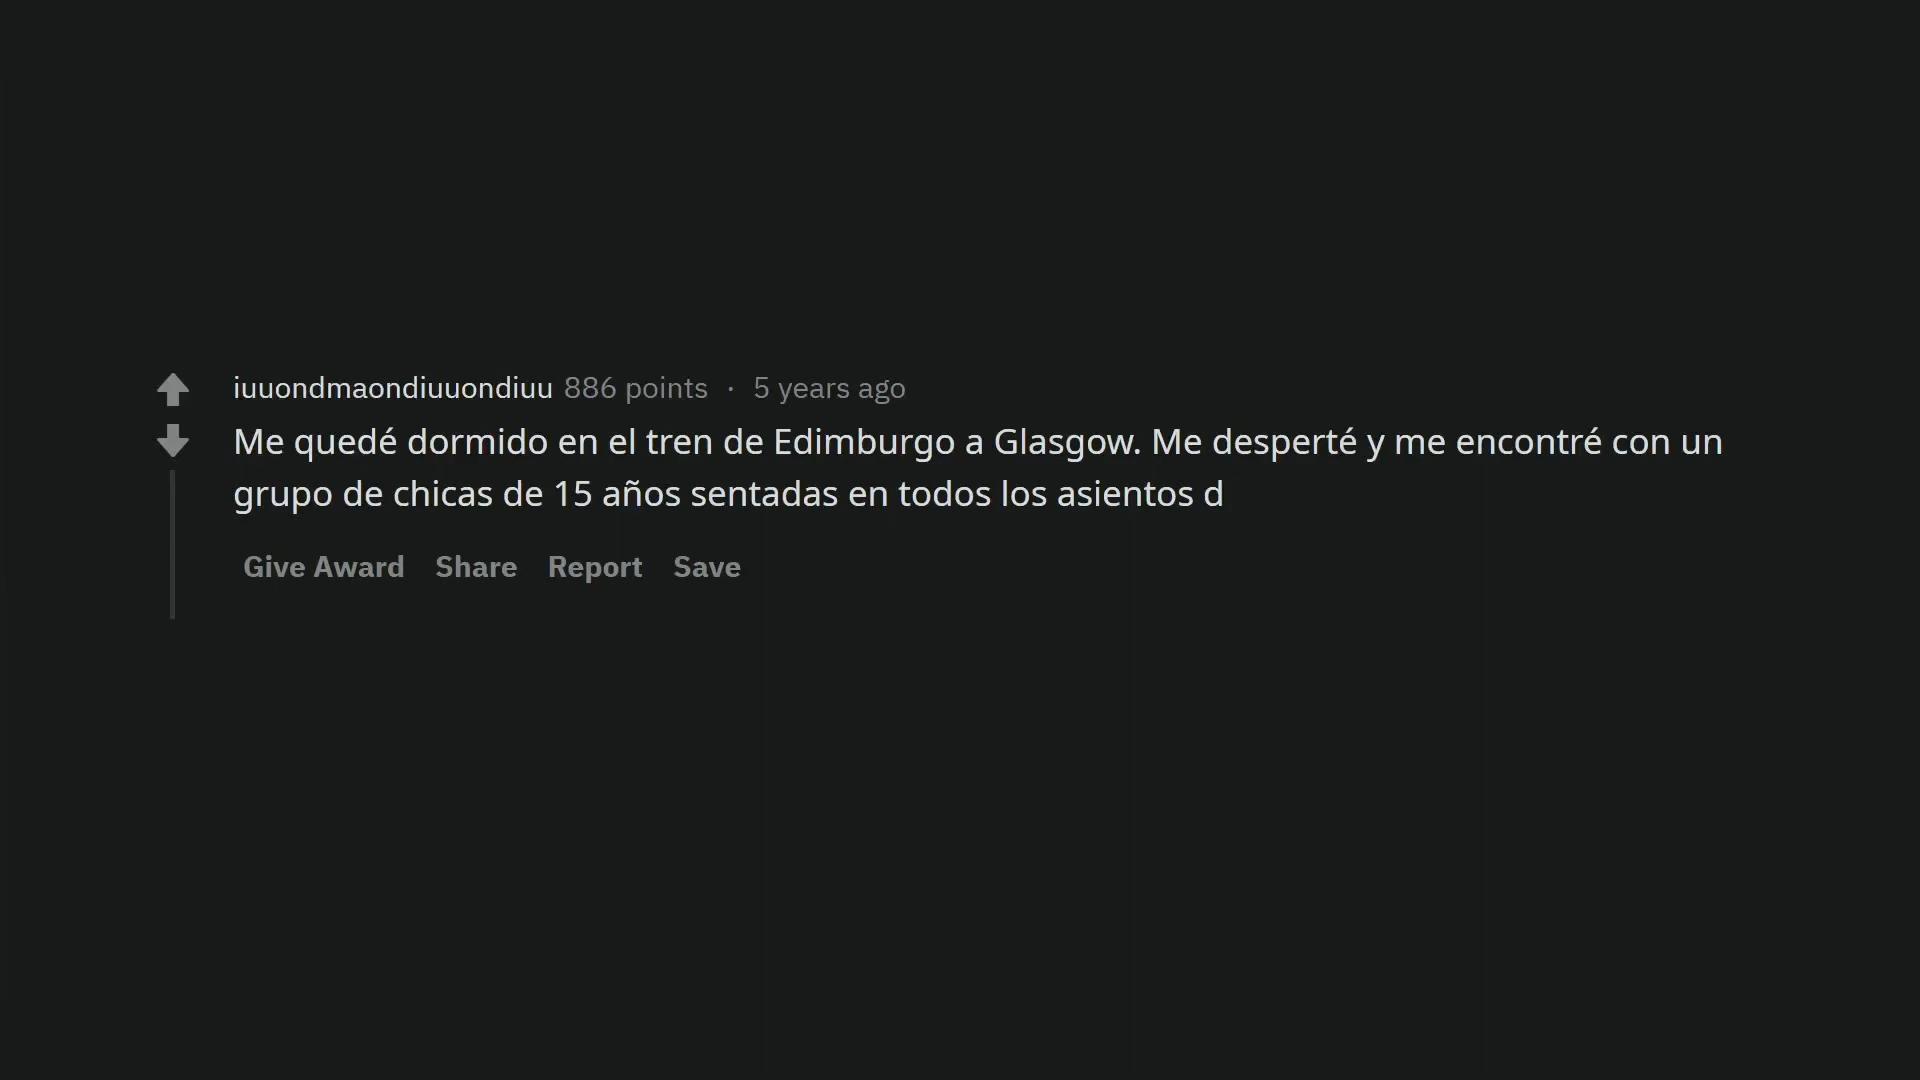 iuuondmaondiuuondiuu 886 points · 5 years ago
Me quedé dormido en el tren de Edimburgo a Glasgow. Me desperté y me encontré con un
grupo de chicas de 15 años sentadas en todos los asientos d
Give Award Share Report Save